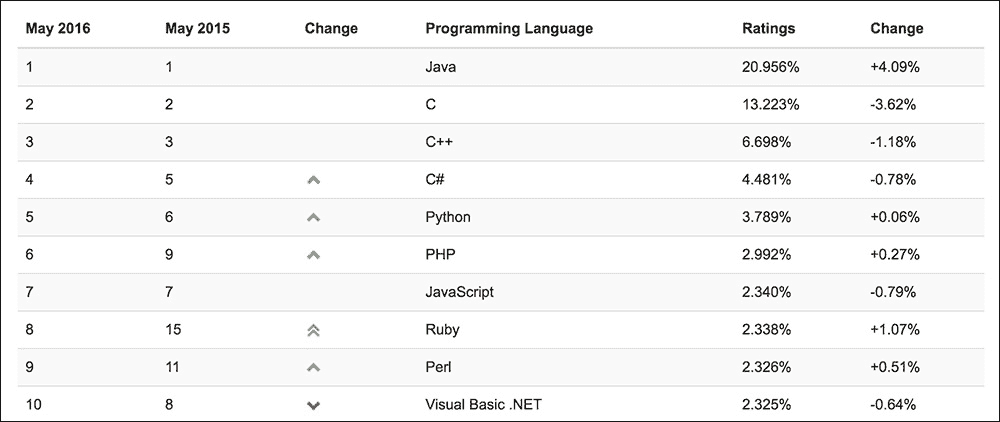 May 2016 May 2015 Change Programming Language Ratings Change
1 1 Java 20.956% +4.09%
2 2 C 13.223% -3.62%
3 3 C++ 6.698% -1.18%
4 5 C# 4.481% -0.78%
5 6 Python 3.789% +0.06%
6 9 PHP 2.992% +0.27%
7 7 JavaScript 2.340% -0.79%
8 15 Ruby 2.338% +1.07%
9 11 Perl 2.326% +0.51%
10 8 Visual Basic .NET 2.325% -0.64%